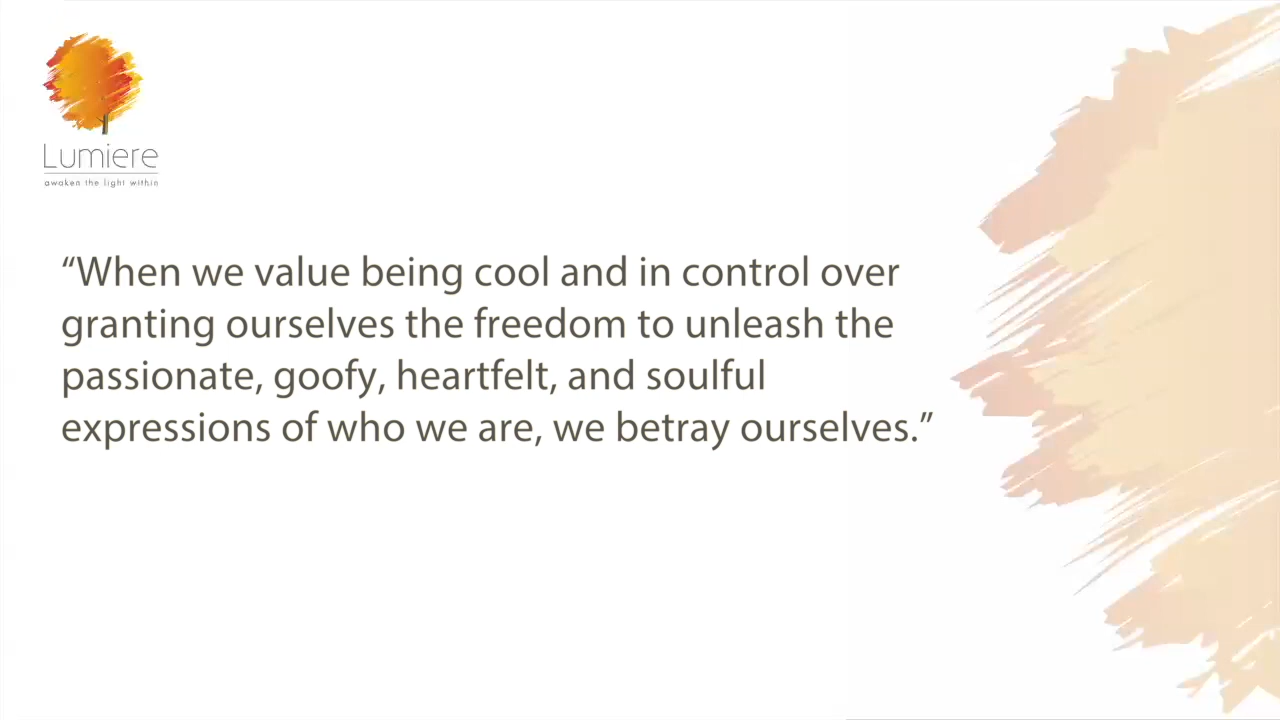 Lumiere
awaken the light within
“When we value being cool and in control over
granting ourselves the freedom to unleash the
passionate, goofy, heartfelt, and soulful
expressions of who we are, we betray ourselves.”